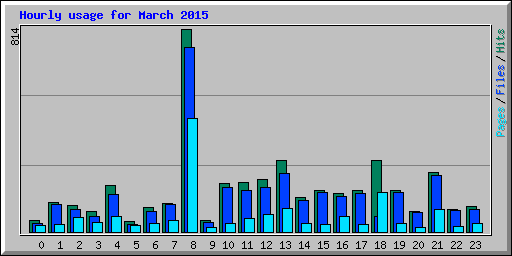 Hourly usage for March 2015
814
Pages / Files / Hits
0 1 2 3 4 5 6 7 8 9 10 11 12 13 14 15 16 17 18 19 20 21 22 23